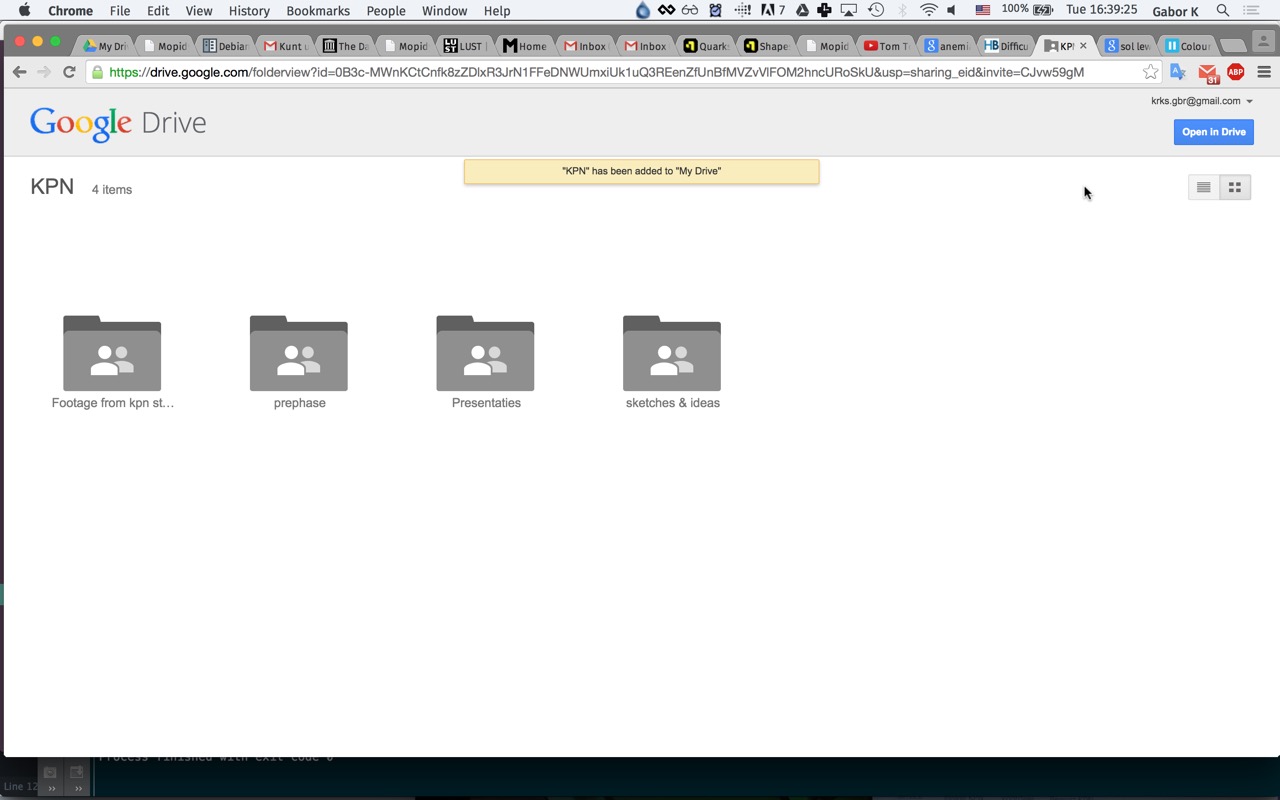 Chrome File Edit View History Bookmarks People Window Help 7 100% Tue 16:39:25 Gabor K
My Dri Mopid Debian Gmail Kunt u The Da Mopid LUST Home Inbox Inbox Quark Shape Mopid Tom T anemi HB Difficu KPN sol lew Colour
https://drive.google.com/folderview?id=0B3c-MWnKCtCnfk8zZDlxR3JrN1FFeDNWUmxiUk1uQ3REenZfUnBfMVZvVlFOM2hncURoSkU&usp=sharing_eid&invite=CJvw59gM 31 ABP
krks.gbr@gmail.com
Google Drive
Open in Drive
"KPN" has been added to "My Drive"
KPN 4 items
Footage from kpn st... prephase Presentaties sketches & ideas
Process finished with exit code 0
Line 12